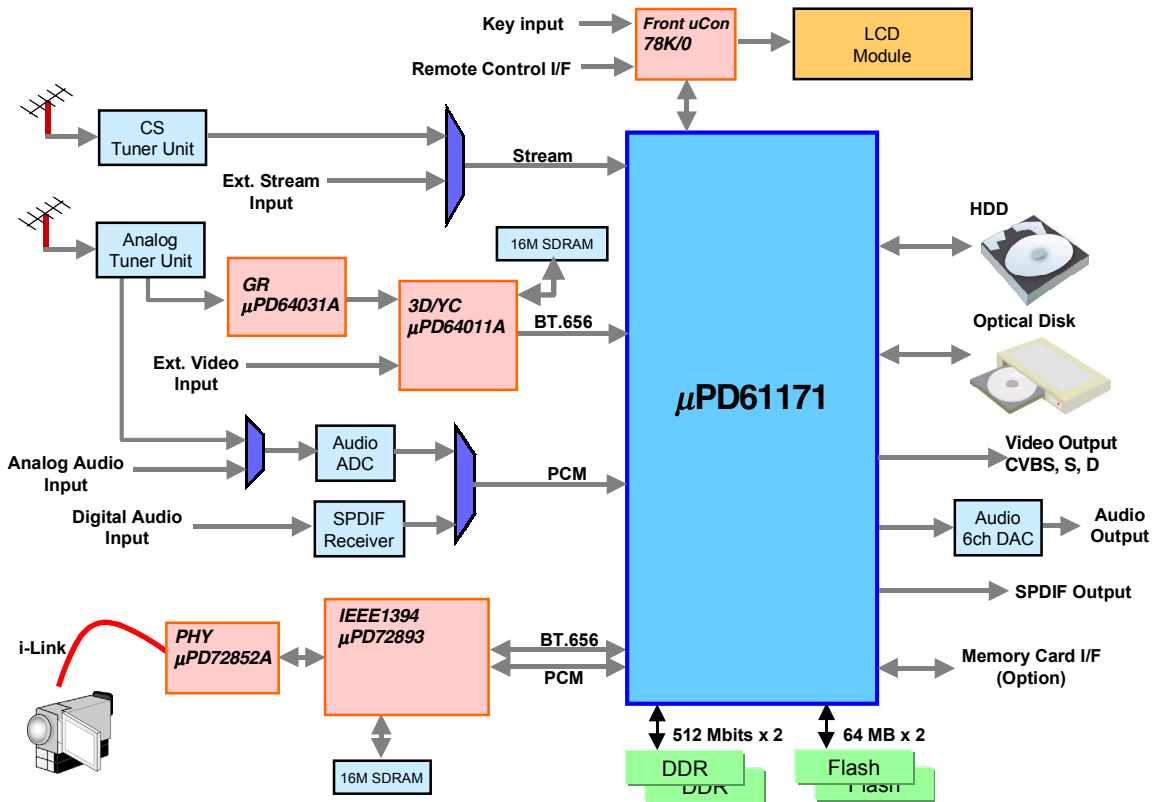 Key input
Remote Control I/F
Front uCon
78K/0
LCD
Module
CS
Tuner Unit
Ext. Stream
Input
Stream
Analog
Tuner Unit
GR
µPD64031A
16M SDRAM
3D/YC
µPD64011A
BT.656
Ext. Video
Input
µPD61171
HDD
Optical Disk
Analog Audio
Input
Audio
ADC
PCM
Digital Audio
Input
SPDIF
Receiver
Video Output
CVBS, S, D
Audio
6ch DAC
Audio
Output
SPDIF Output
Memory Card I/F
(Option)
i-Link
PHY
µPD72852A
IEEE1394
µPD72893
BT.656
PCM
16M SDRAM
512 Mbits x 2
DDR
DDR
64 MB x 2
Flash
Flash